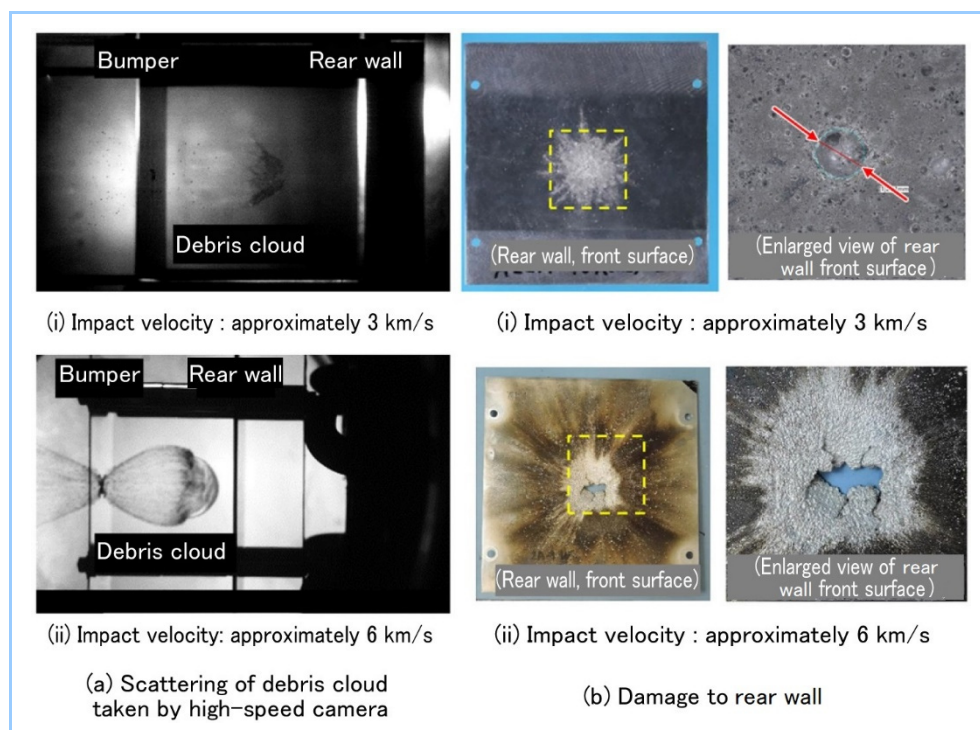 Bumper
Rear wall
Debris cloud
(Rear wall, front surface)
(Enlarged view of rear
wall front surface)
(i) Impact velocity : approximately 3 km/s
(i) Impact velocity : approximately 3 km/s
Bumper
Rear wall
Debris cloud
(Rear wall, front surface)
(Enlarged view of rear
wall front surface)
(ii) Impact velocity: approximately 6 km/s
(ii) Impact velocity : approximately 6 km/s
(a) Scattering of debris cloud
taken by high-speed camera
(b) Damage to rear wall